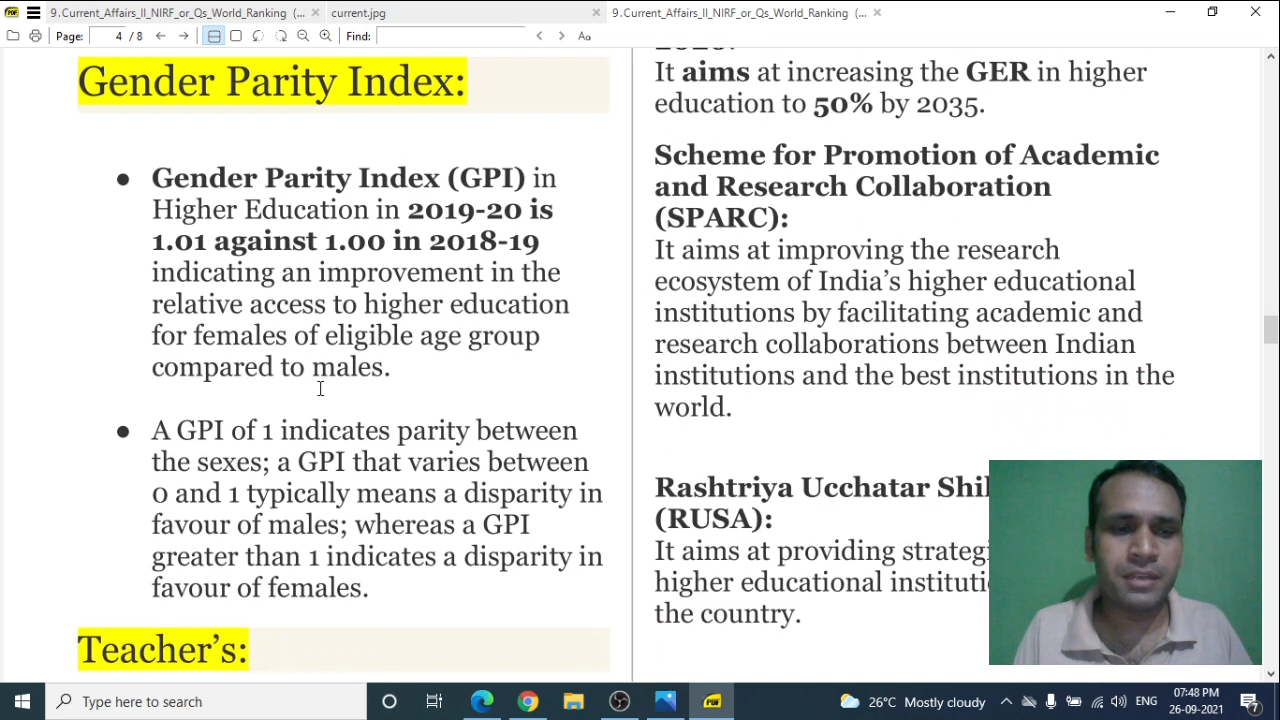 9.Current_Affairs_II_NIRF_or_Qs_World_Ranking (
current.jpg
9.Current_Affairs_II_NIRF_or_Qs_World_Ranking (
Page: 4 / 8
Find:
Aa
Gender Parity Index:
● Gender Parity Index (GPI) in
Higher Education in 2019-20 is
1.01 against 1.00 in 2018-19
indicating an improvement in the
relative access to higher education
for females of eligible age group
compared to males.
● A GPI of 1 indicates parity between
the sexes; a GPI that varies between
0 and 1 typically means a disparity in
favour of males; whereas a GPI
greater than 1 indicates a disparity in
favour of females.
Teacher's:
It aims at increasing the GER in higher
education to 50% by 2035.
Scheme for Promotion of Academic
and Research Collaboration
(SPARC):
It aims at improving the research
ecosystem of India's higher educational
institutions by facilitating academic and
research collaborations between Indian
institutions and the best institutions in the
world.
Rashtriya Ucchatar
(RUSA):
It aims at providing
higher educational
the country.
Type here to search
26°C Mostly cloudy
ENG
07:48 PM
26-09-2021
7